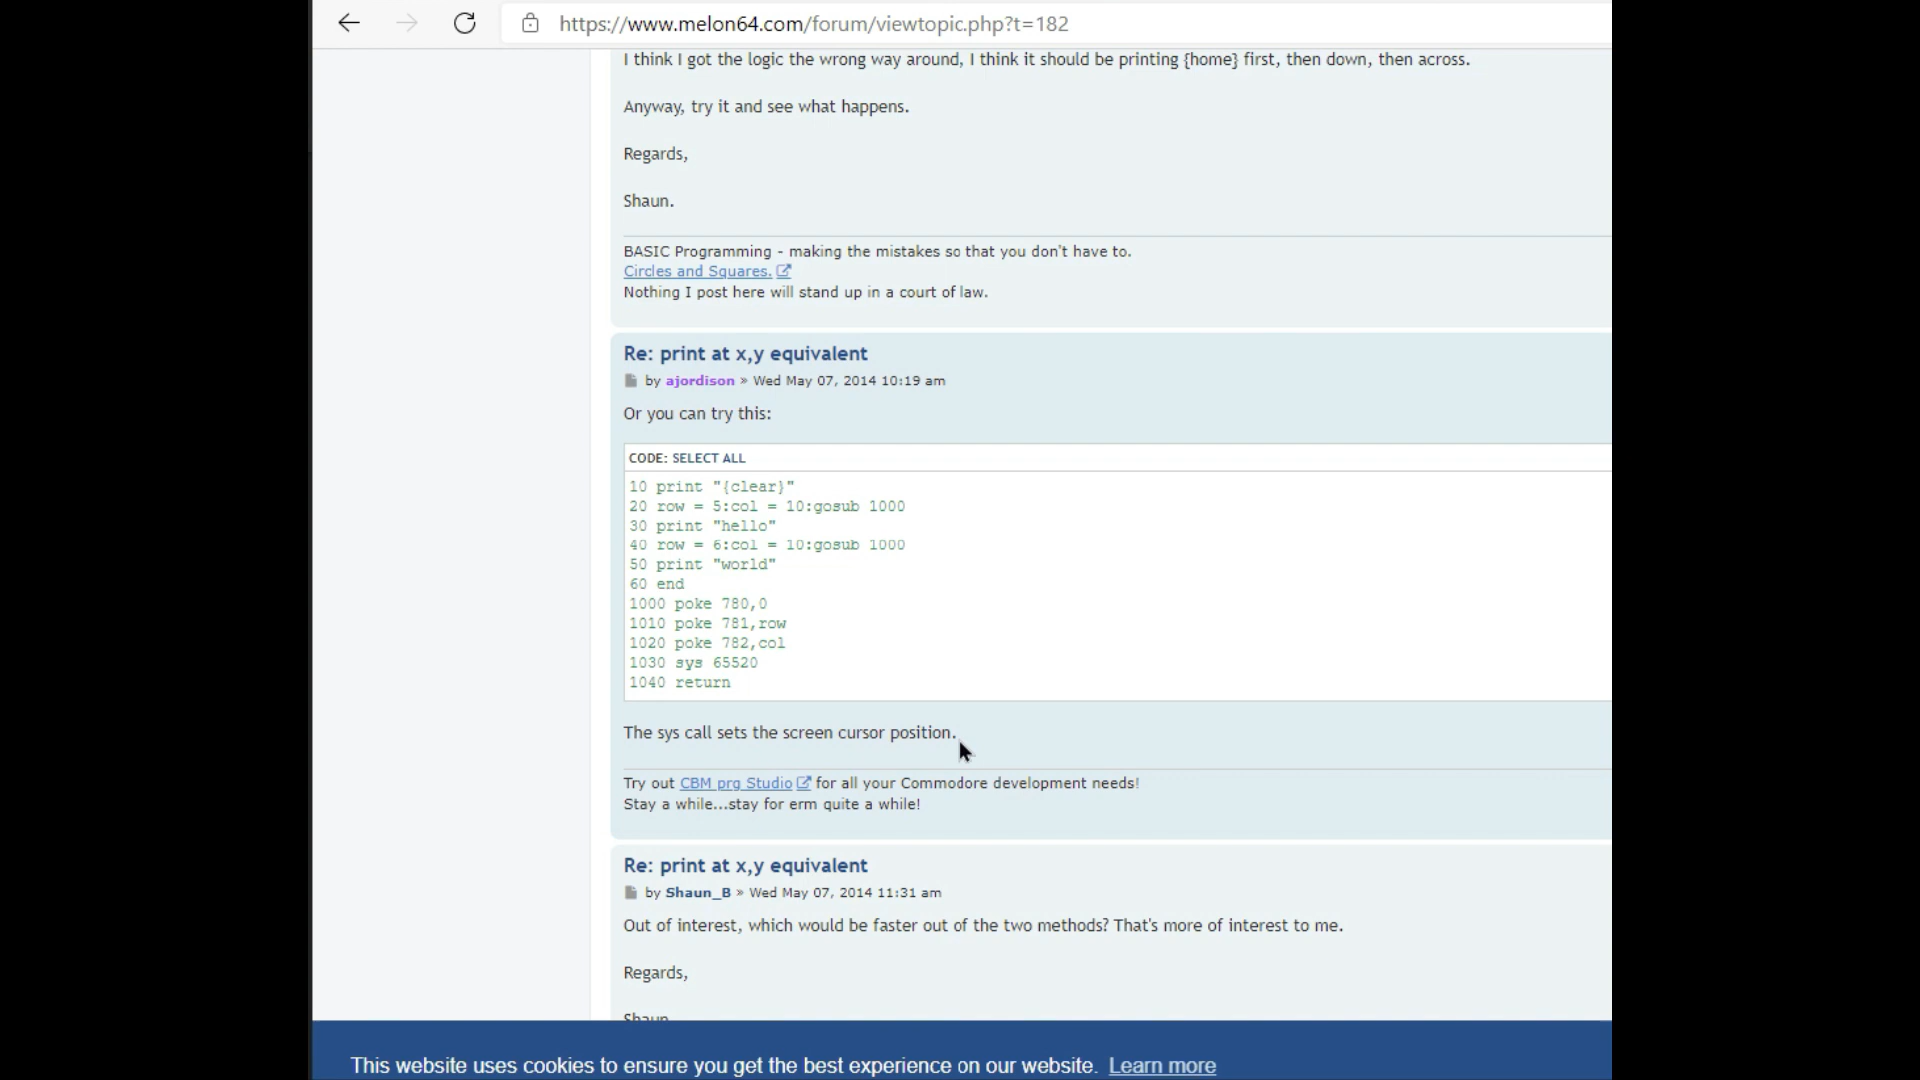 https://www.melon64.com/forum/viewtopic.php?t=182
I think I got the logic the wrong way around, I think it should be printing {home} first, then down, then across.
Anyway, try it and see what happens.
Regards,
Shaun.
BASIC Programming - making the mistakes so that you don't have to.
Circles and Squares.
Nothing I post here will stand up in a court of law.
Re: print at x,y equivalent
by ajordison » Wed May 07, 2014 10:19 am
Or you can try this:
CODE: SELECT ALL
10 print "{clear}"
20 row = 5:col = 10:gosub 1000
30 print "hello"
40 row = 6:col = 10:gosub 1000
50 print "world"
60 end
1000 poke 780,0
1010 poke 781,row
1020 poke 782,col
1030 sys 65520
1040 return
The sys call sets the screen cursor position.
Try out CBM prg Studio for all your Commodore development needs!
Stay a while...stay for erm quite a while!
Re: print at x,y equivalent
by Shaun_B » Wed May 07, 2014 11:31 am
Out of interest, which would be faster out of the two methods? That's more of interest to me.
Regards,
Shaun
This website uses cookies to ensure you get the best experience on our website. Learn more